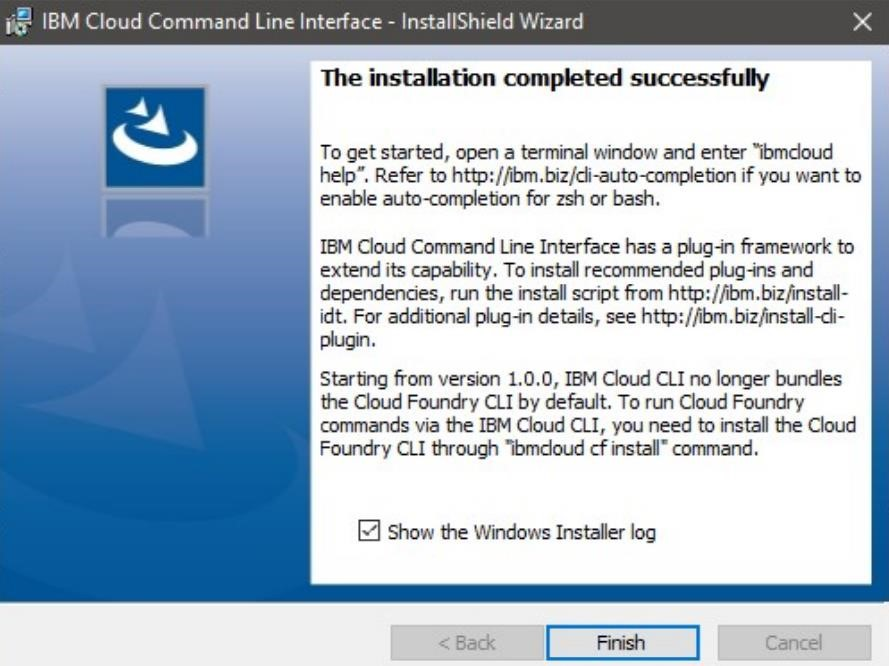 IBM Cloud Command Line Interface - InstallShield Wizard
The installation completed successfully
To get started, open a terminal window and enter "ibmcloud
help". Refer to http://ibm.biz/cli-auto-completion if you want to
enable auto-completion for zsh or bash.
IBM Cloud Command Line Interface has a plug-in framework to
extend its capability. To install recommended plug-ins and
dependencies, run the install script from http://ibm.biz/install-
idt. For additional plug-in details, see http://ibm.biz/install-cli-
plugin.
Starting from version 1.0.0, IBM Cloud CLI no longer bundles
the Cloud Foundry CLI by default. To run Cloud Foundry
commands via the IBM Cloud CLI, you need to install the Cloud
Foundry CLI through "ibmcloud cf install" command.
Show the Windows Installer log
< Back Finish Cancel